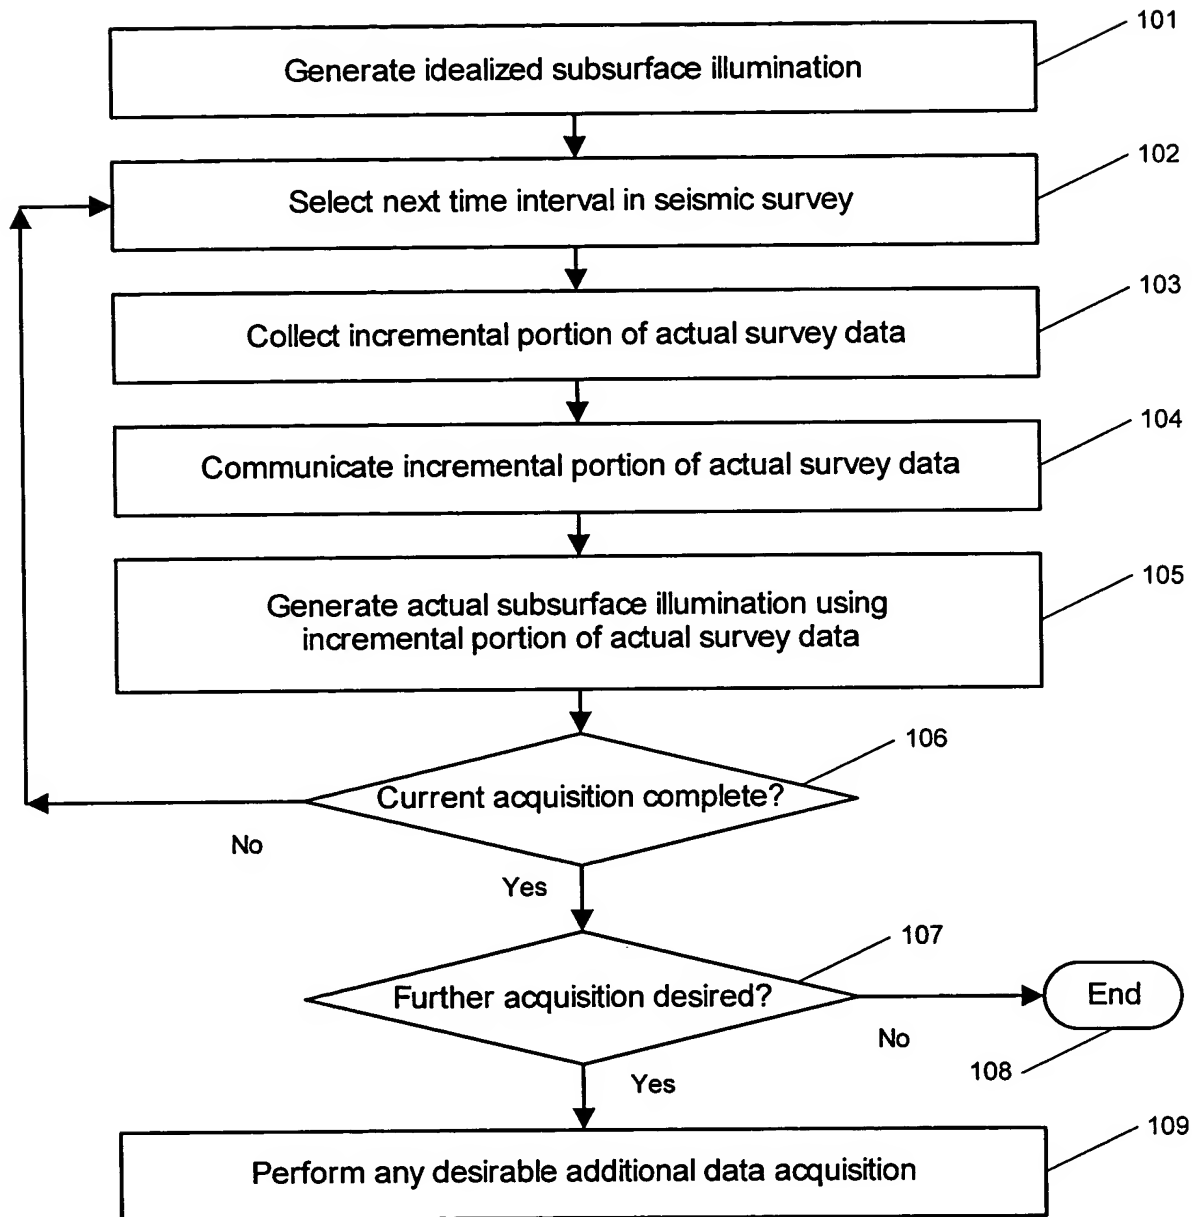 101
Generate idealized subsurface illumination
102
Select next time interval in seismic survey
103
Collect incremental portion of actual survey data
104
Communicate incremental portion of actual survey data
105
Generate actual subsurface illumination using
incremental portion of actual survey data
106
Current acquisition complete?
No
Yes
107
Further acquisition desired?
End
No
108
Yes
109
Perform any desirable additional data acquisition